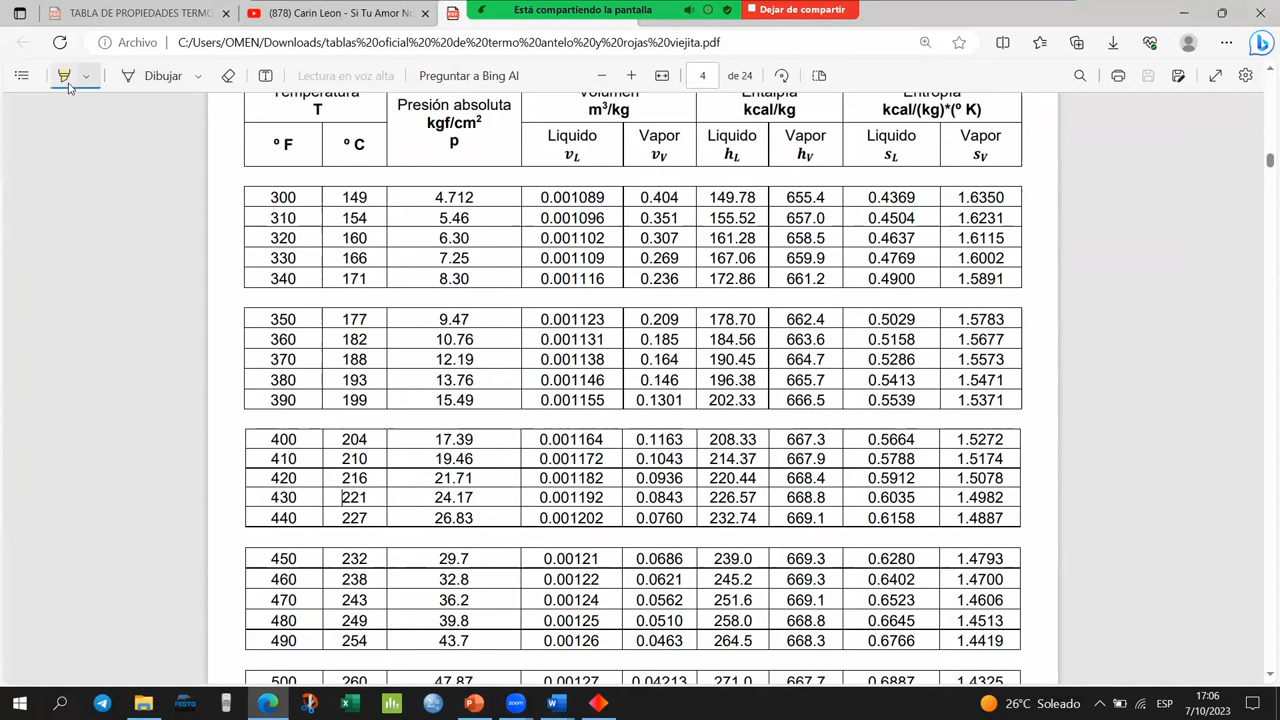 TABLA DE PROPIEDADES TERMO
(878) Carin Leon - Si Tu Amor No
Está compartiendo la pantalla
Dejar de compartir
Archivo
C:/Users/OMEN/Downloads/tablas%20oficial%20%20de%20termo%20antelo%20y%20rojas%20viejita.pdf
Dibujar
Lectura en voz alta
Preguntar a Bing AI
4
de 24
Temperatura Presión absoluta Volumen Entalpia Entropía
T kgf/cm2 m3/kg kcal/kg kcal/(kg)*(º K)
º F º C p Liquido Vapor Liquido Vapor Liquido Vapor
vL vV hL hV sL sV
300 149 4.712 0.001089 0.404 149.78 655.4 0.4369 1.6350
310 154 5.46 0.001096 0.351 155.52 657.0 0.4504 1.6231
320 160 6.30 0.001102 0.307 161.28 658.5 0.4637 1.6115
330 166 7.25 0.001109 0.269 167.06 659.9 0.4769 1.6002
340 171 8.30 0.001116 0.236 172.86 661.2 0.4900 1.5891
350 177 9.47 0.001123 0.209 178.70 662.4 0.5029 1.5783
360 182 10.76 0.001131 0.185 184.56 663.6 0.5158 1.5677
370 188 12.19 0.001138 0.164 190.45 664.7 0.5286 1.5573
380 193 13.76 0.001146 0.146 196.38 665.7 0.5413 1.5471
390 199 15.49 0.001155 0.1301 202.33 666.5 0.5539 1.5371
400 204 17.39 0.001164 0.1163 208.33 667.3 0.5664 1.5272
410 210 19.46 0.001172 0.1043 214.37 667.9 0.5788 1.5174
420 216 21.71 0.001182 0.0936 220.44 668.4 0.5912 1.5078
430 221 24.17 0.001192 0.0843 226.57 668.8 0.6035 1.4982
440 227 26.83 0.001202 0.0760 232.74 669.1 0.6158 1.4887
450 232 29.7 0.00121 0.0686 239.0 669.3 0.6280 1.4793
460 238 32.8 0.00122 0.0621 245.2 669.3 0.6402 1.4700
470 243 36.2 0.00124 0.0562 251.6 669.1 0.6523 1.4606
480 249 39.8 0.00125 0.0510 258.0 668.8 0.6645 1.4513
490 254 43.7 0.00126 0.0463 264.5 668.3 0.6766 1.4419
500 260 47.87 0.00127 0.04213 271.0 667.7 0.6887 1.4325
26°C Soleado
ESP
17:06
7/10/2023